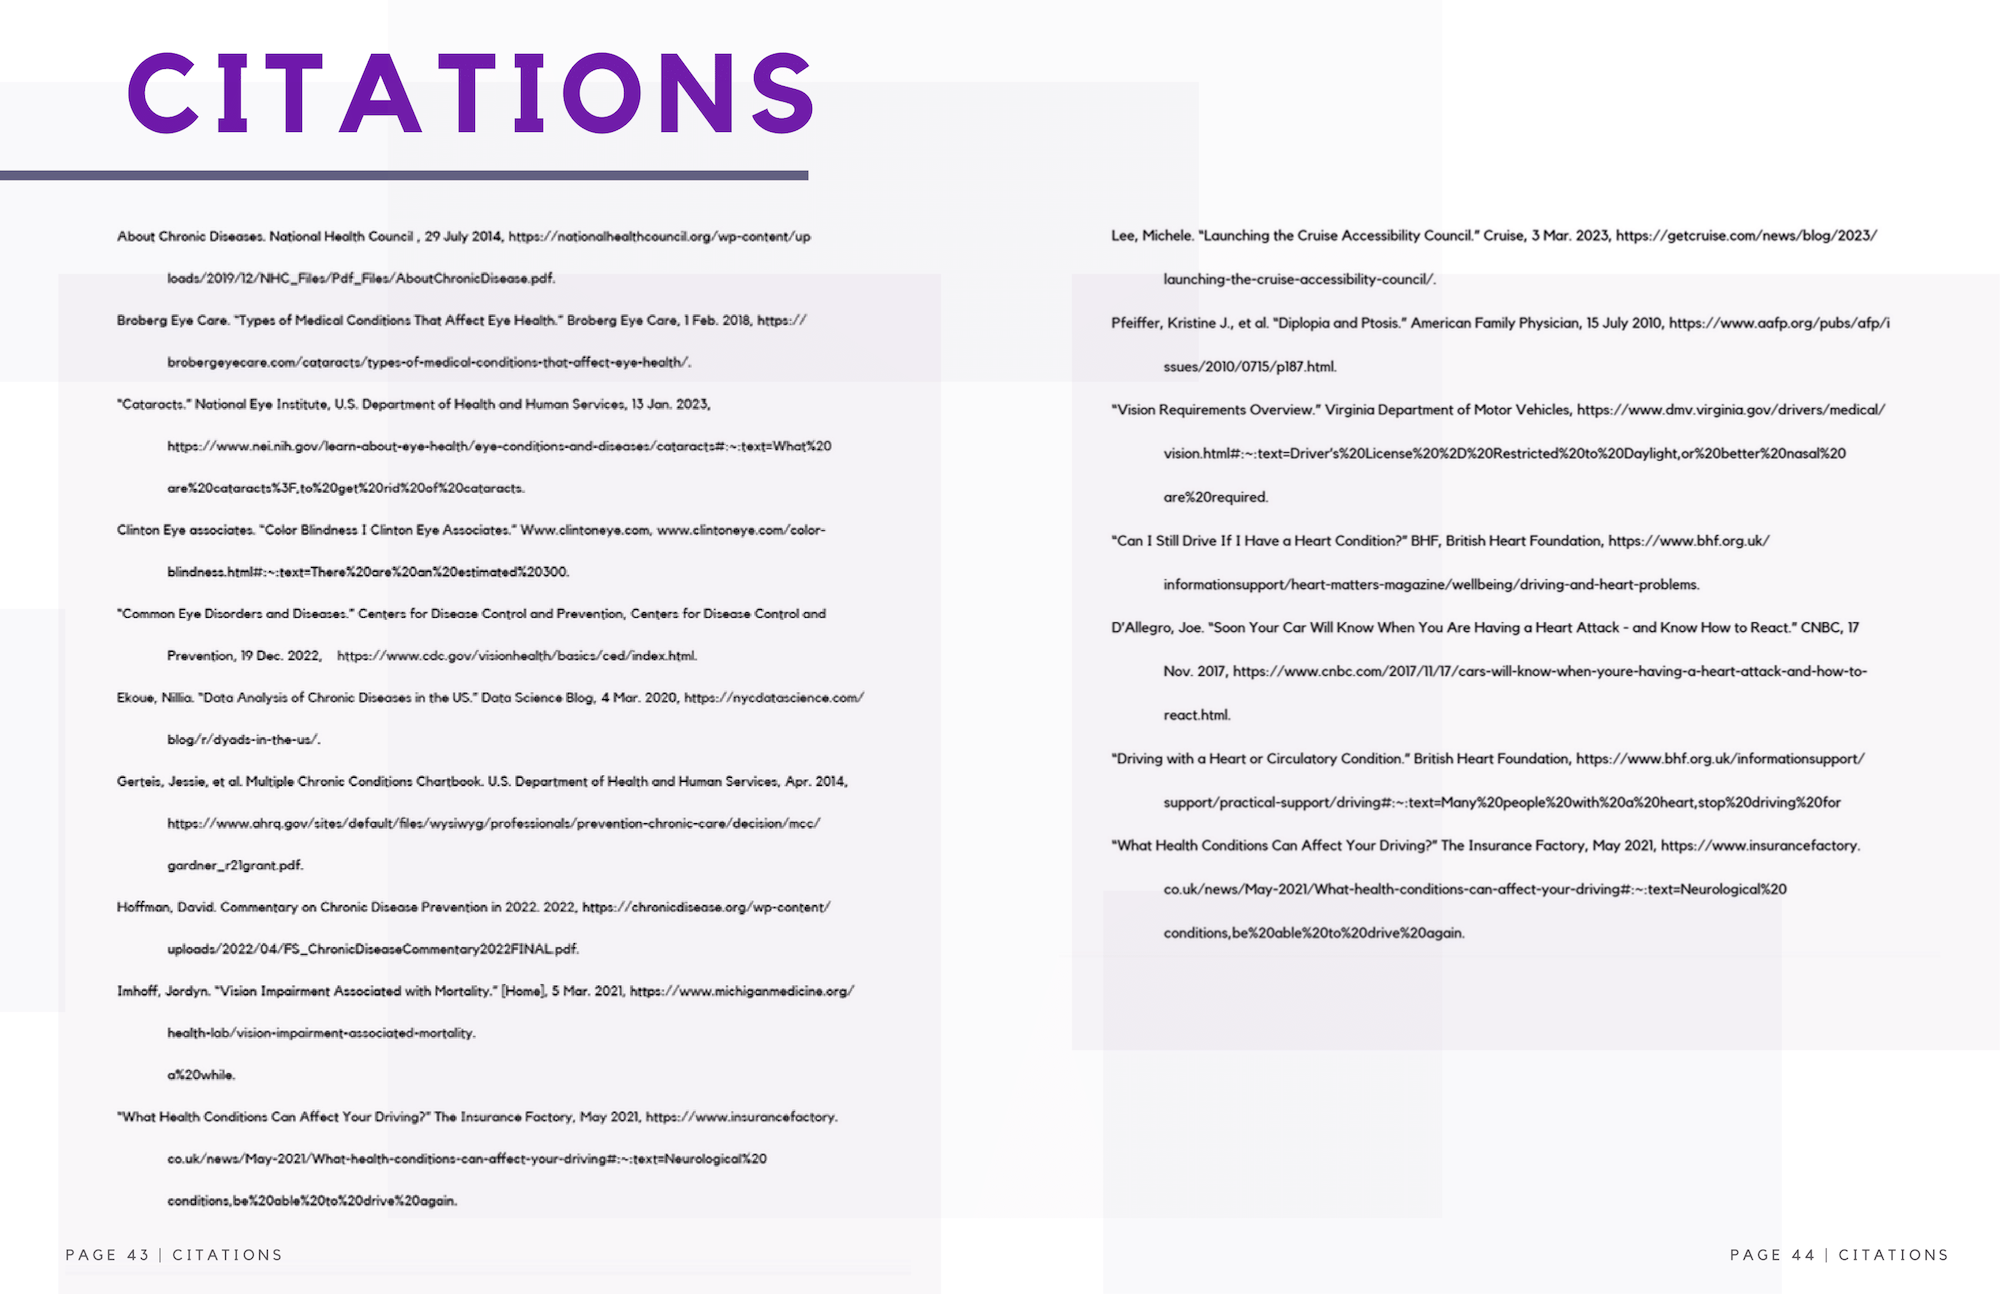 CITATIONS
About Chronic Diseases. National Health Council , 29 July 2014, https://nationalhealthcouncil.org/wp-content/up
loads/2019/12/NHC_Files/Pdf_Files/AboutChronicDisease.pdf.
Broberg Eye Care. “Types of Medical Conditions That Affect Eye Health.” Broberg Eye Care, 1 Feb. 2018, https://
brobergeyecare.com/cataracts/types-of-medical-conditions-that-affect-eye-health/.
“Cataracts.” National Eye Institute, U.S. Department of Health and Human Services, 13 Jan. 2023,
https://www.nei.nih.gov/learn-about-eye-health/eye-conditions-and-diseases/cataracts#:~:text=What%20
are%20cataracts%3F,to%20get%20rid%20of%20cataracts.
Clinton Eye associates. “Color Blindness I Clinton Eye Associates.” Www.clintoneye.com, www.clintoneye.com/color-
blindness.html#:~:text=There%20are%20an%20estimated%20300.
“Common Eye Disorders and Diseases.” Centers for Disease Control and Prevention, Centers for Disease Control and
Prevention, 19 Dec. 2022, https://www.cdc.gov/visionhealth/basics/ced/index.html.
Ekoue, Nillia. “Data Analysis of Chronic Diseases in the US.” Data Science Blog, 4 Mar. 2020, https://nycdatascience.com/
blog/r/dyads-in-the-us/.
Gerteis, Jessie, et al. Multiple Chronic Conditions Chartbook. U.S. Department of Health and Human Services, Apr. 2014,
https://www.ahrq.gov/sites/default/files/wysiwyg/professionals/prevention-chronic-care/decision/mcc/
gardner_r21grant.pdf.
Hoffman, David. Commentary on Chronic Disease Prevention in 2022. 2022, https://chronicdisease.org/wp-content/
uploads/2022/04/FS_ChronicDiseaseCommentary2022FINAL.pdf.
Imhoff, Jordyn. “Vision Impairment Associated with Mortality.” [Home], 5 Mar. 2021, https://www.michiganmedicine.org/
health-lab/vision-impairment-associated-mortality.
a%20while.
“What Health Conditions Can Affect Your Driving?” The Insurance Factory, May 2021, https://www.insurancefactory.
co.uk/news/May-2021/What-health-conditions-can-affect-your-driving#:~:text=Neurological%20
conditions,be%20able%20to%20drive%20again.
PAGE 43 | CITATIONS
Lee, Michele. “Launching the Cruise Accessibility Council.” Cruise, 3 Mar. 2023, https://getcruise.com/news/blog/2023/
launching-the-cruise-accessibility-council/.
Pfeiffer, Kristine J., et al. “Diplopia and Ptosis.” American Family Physician, 15 July 2010, https://www.aafp.org/pubs/afp/i
ssues/2010/0715/p187.html.
“Vision Requirements Overview.” Virginia Department of Motor Vehicles, https://www.dmv.virginia.gov/drivers/medical/
vision.html#:~:text=Driver’s%20License%20%2D%20Restricted%20to%20Daylight,or%20better%20nasal%20
are%20required.
“Can I Still Drive If I Have a Heart Condition?” BHF, British Heart Foundation, https://www.bhf.org.uk/
informationsupport/heart-matters-magazine/wellbeing/driving-and-heart-problems.
D’Allegro, Joe. “Soon Your Car Will Know When You Are Having a Heart Attack - and Know How to React.” CNBC, 17
Nov. 2017, https://www.cnbc.com/2017/11/17/cars-will-know-when-youre-having-a-heart-attack-and-how-to-
react.html.
“Driving with a Heart or Circulatory Condition.” British Heart Foundation, https://www.bhf.org.uk/informationsupport/
support/practical-support/driving#:~:text=Many%20people%20with%20a%20heart,stop%20driving%20for
“What Health Conditions Can Affect Your Driving?” The Insurance Factory, May 2021, https://www.insurancefactory.
co.uk/news/May-2021/What-health-conditions-can-affect-your-driving#:~:text=Neurological%20
conditions,be%20able%20to%20drive%20again.
PAGE 44 | CITATIONS